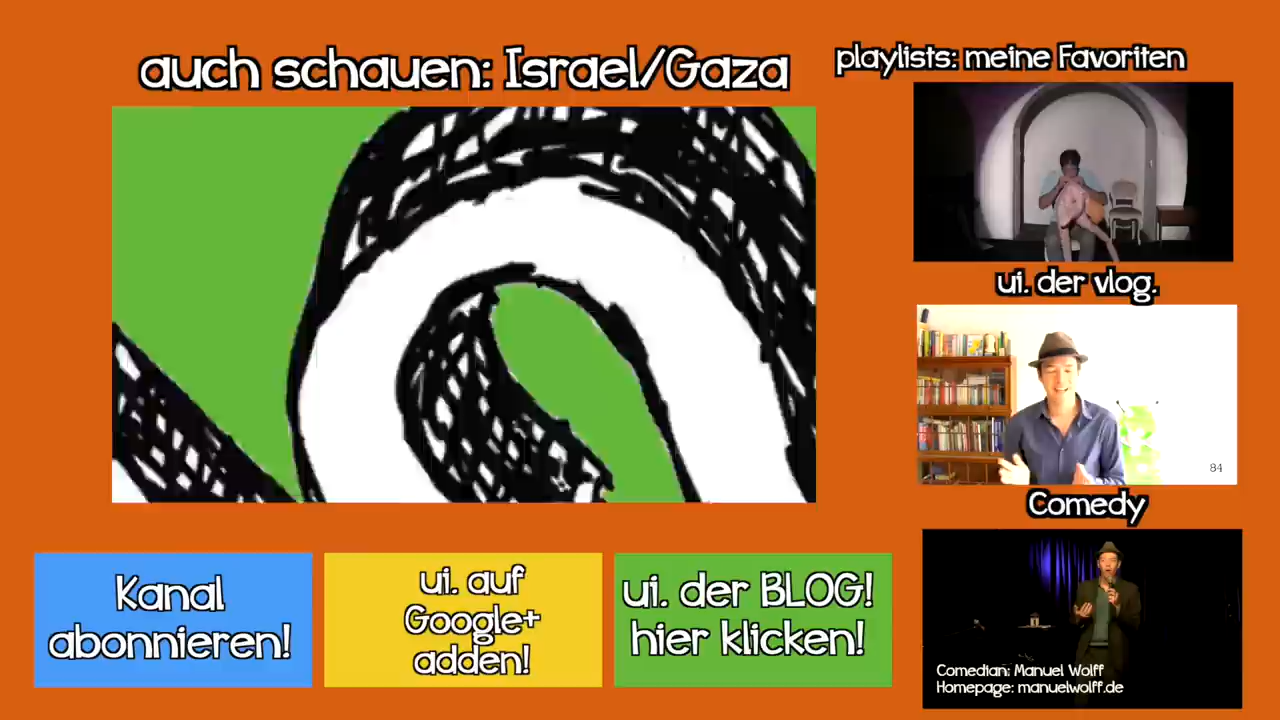 auch schauen: Israel/Gaza
playlists: meine Favoriten
ui. der vlog.
84
Comedy
Comedian: Manuel Wolff
Homepage: manuelwolff.de
Kanal
abonnieren!
ui. auf
Google+
adden!
ui. der BLOG!
hier klicken!